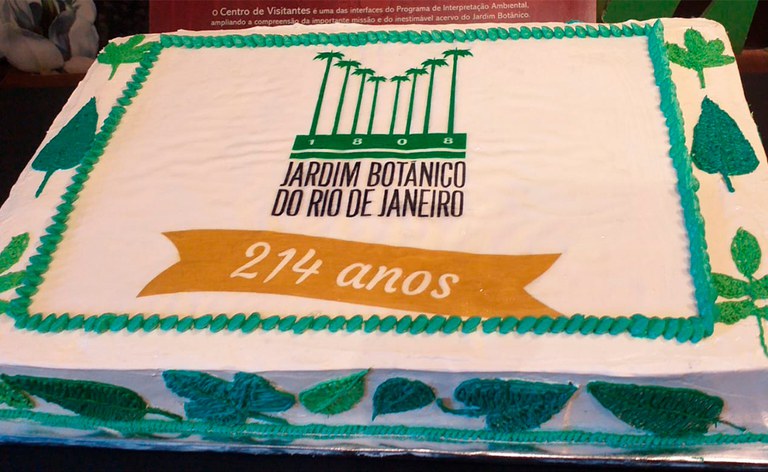 o Centro de Visitantes é uma das interfaces do Programa de Interpretação Ambiental,
ampliando a compreensão da importante missão e do inestimável acervo do Jardim Botânico.
1808
JARDIM BOTÂNICO
DO RIO DE JANEIRO
214 anos